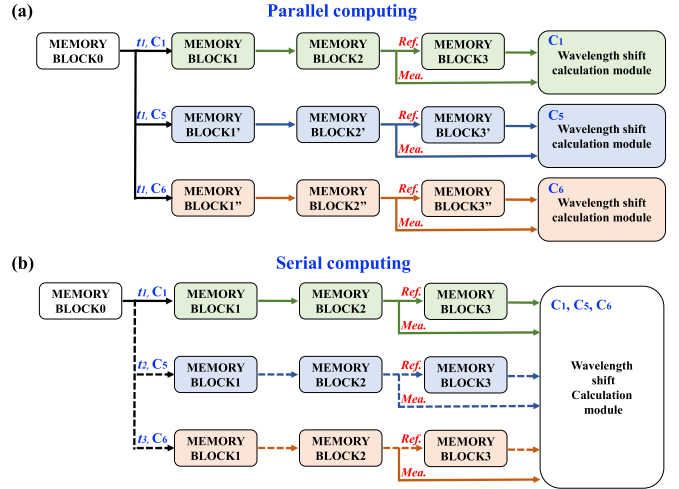 (a)
Parallel computing
MEMORY
BLOCK0
t1, C1
MEMORY
BLOCK1
MEMORY
BLOCK2
Ref.
Mea.
MEMORY
BLOCK3
C1
Wavelength shift
calculation module
t1, C5
MEMORY
BLOCK1’
MEMORY
BLOCK2’
Ref.
Mea.
MEMORY
BLOCK3’
C5
Wavelength shift
calculation module
t1, C6
MEMORY
BLOCK1”
MEMORY
BLOCK2”
Ref.
Mea.
MEMORY
BLOCK3”
C6
Wavelength shift
calculation module
(b)
Serial computing
MEMORY
BLOCK0
t1, C1
MEMORY
BLOCK1
MEMORY
BLOCK2
Ref.
Mea.
MEMORY
BLOCK3
t2, C5
MEMORY
BLOCK1
MEMORY
BLOCK2
Ref.
Mea.
MEMORY
BLOCK3
t3, C6
MEMORY
BLOCK1
MEMORY
BLOCK2
Ref.
Mea.
MEMORY
BLOCK3
C1, C5, C6
Wavelength
shift
Calculation
module